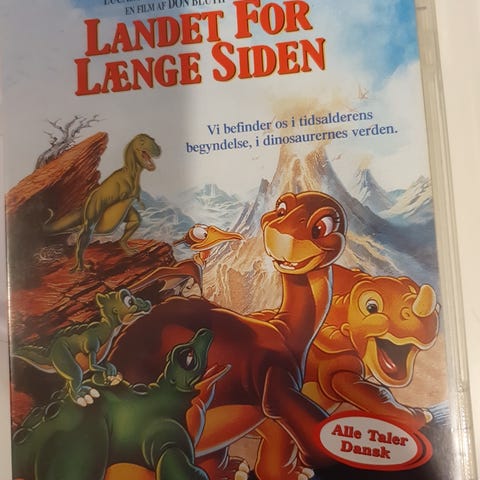 EN FILM AF DON BLUTH
LANDET FOR
LÆNGE SIDEN
Vi befinder os i tidsalderens
begyndelse, i dinosaurernes verden.
Alle Taler
Dansk